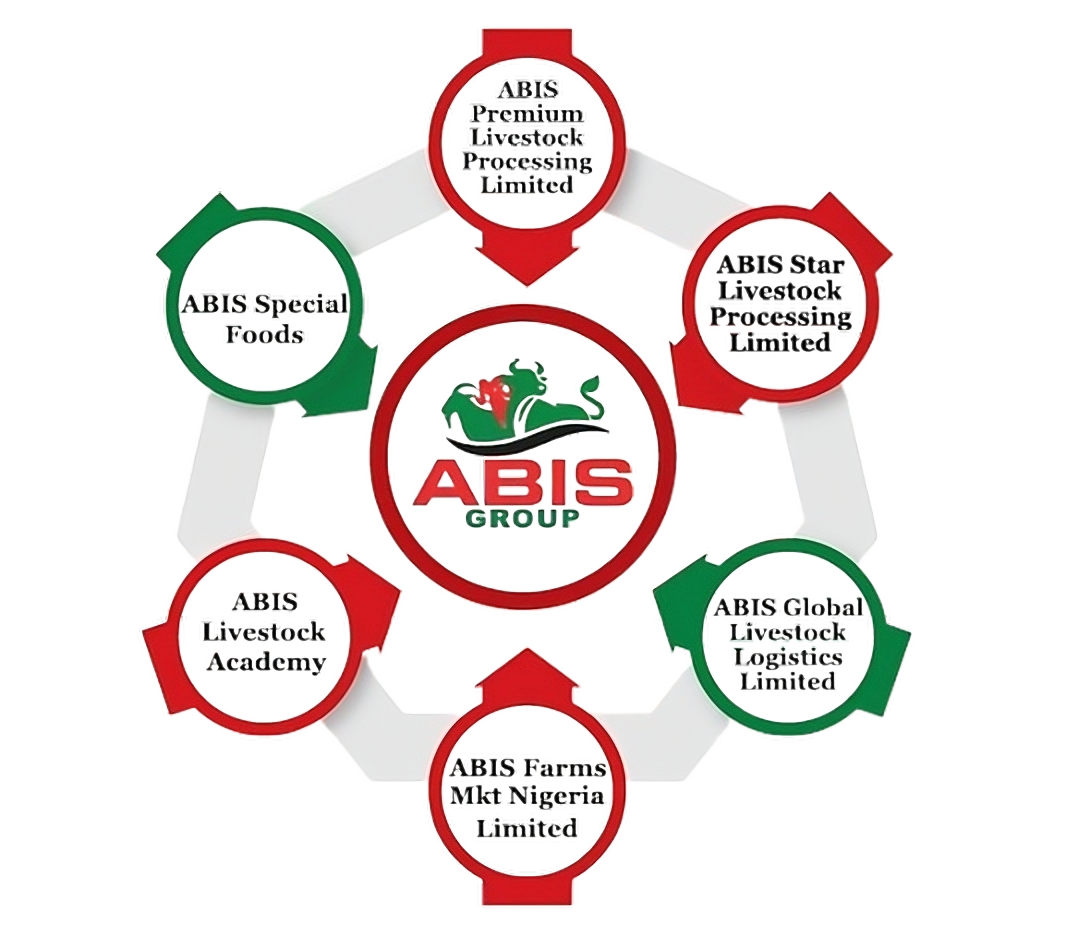 ABIS
Premium
Livestock
Processing
Limited
ABIS Star
Livestock
Processing
Limited
ABIS Special
Foods
ABIS
GROUP
ABIS
Livestock
Academy
ABIS Global
Livestock
Logistics
Limited
ABIS Farms
Mkt Nigeria
Limited